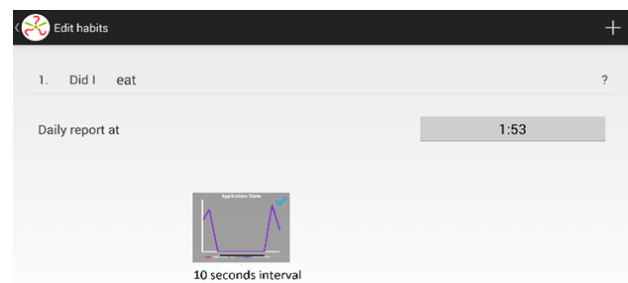 Edit habits
1. Did I eat ?
Daily report at 1:53
Application State
10 seconds interval